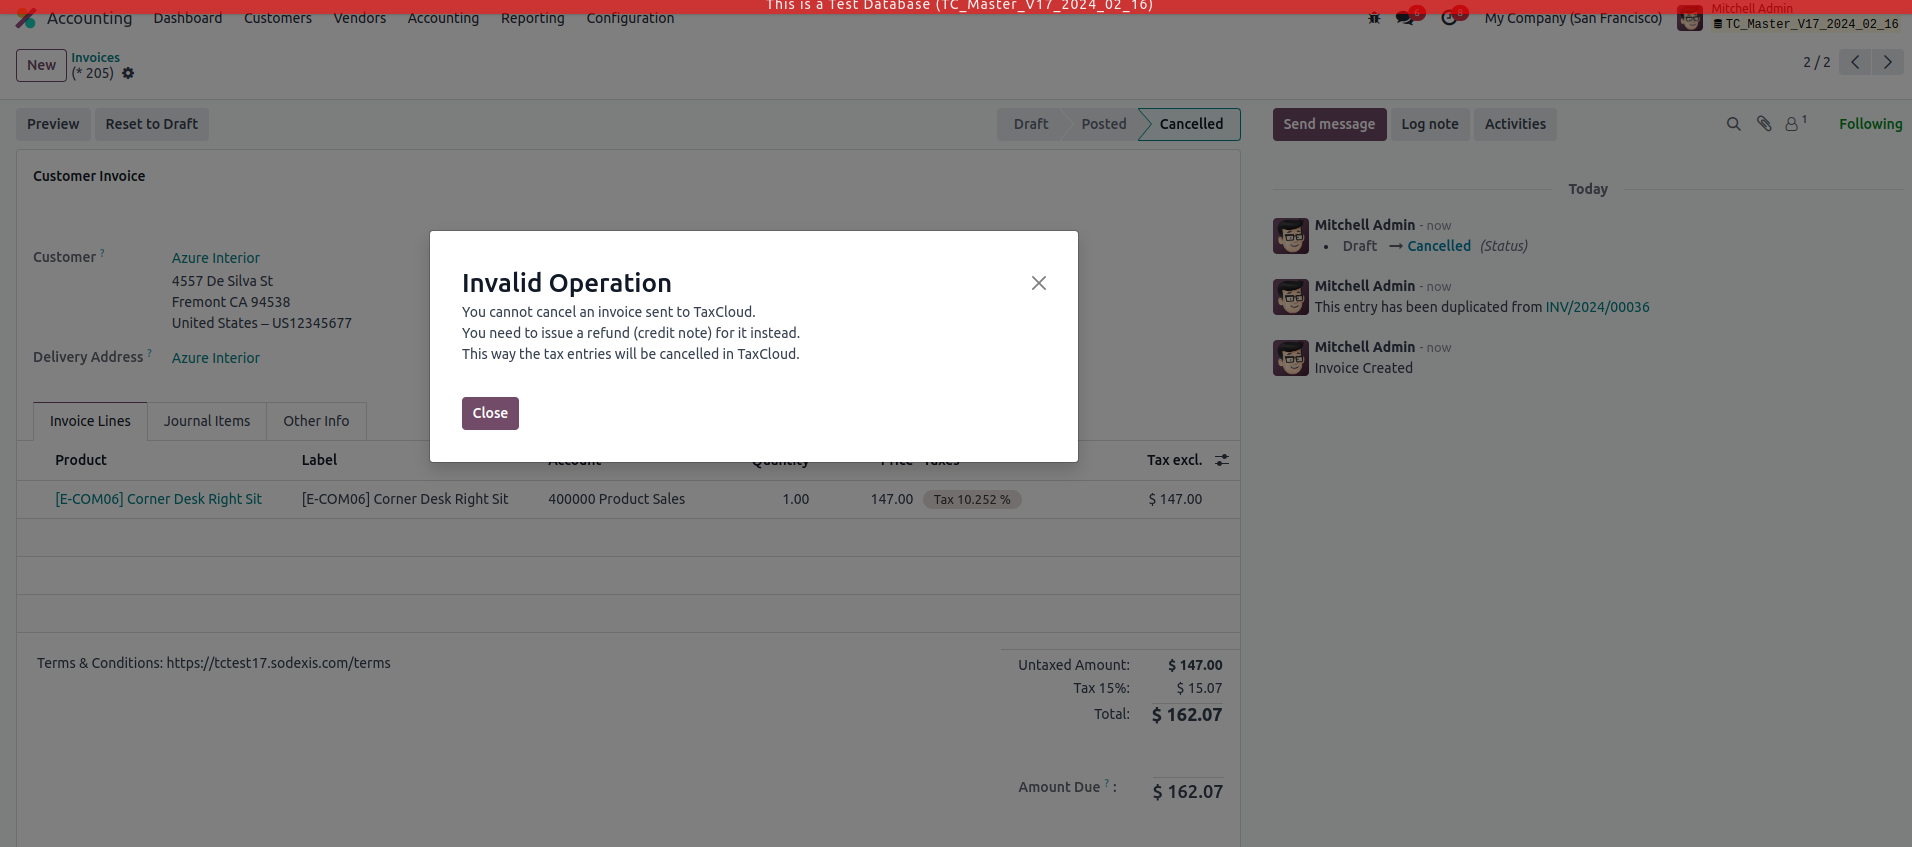 This is a Test Database (TC_Master_V17_2024_02_16)
Accounting Dashboard Customers Vendors Accounting Reporting Configuration
6 8 My Company (San Francisco) Mitchell Admin
TC_Master_V17_2024_02_16
New Invoices
(* 205)
2 / 2
Preview Reset to Draft Draft Posted Cancelled
Send message Log note Activities 1 Following
Customer Invoice
Customer ? Azure Interior
4557 De Silva St
Fremont CA 94538
United States – US12345677
Delivery Address ? Azure Interior
Invalid Operation
You cannot cancel an invoice sent to TaxCloud.
You need to issue a refund (credit note) for it instead.
This way the tax entries will be cancelled in TaxCloud.
Close
Invoice Lines Journal Items Other Info
Product Label Account Quantity Price Taxes Tax excl.
[E-COM06] Corner Desk Right Sit [E-COM06] Corner Desk Right Sit 400000 Product Sales 1.00 147.00 Tax 10.252 % $ 147.00
Terms & Conditions: https://tctest17.sodexis.com/terms
Untaxed Amount: $ 147.00
Tax 15%: $ 15.07
Total: $ 162.07
Amount Due ? : $ 162.07
Today
Mitchell Admin - now
• Draft → Cancelled (Status)
Mitchell Admin - now
This entry has been duplicated from INV/2024/00036
Mitchell Admin - now
Invoice Created